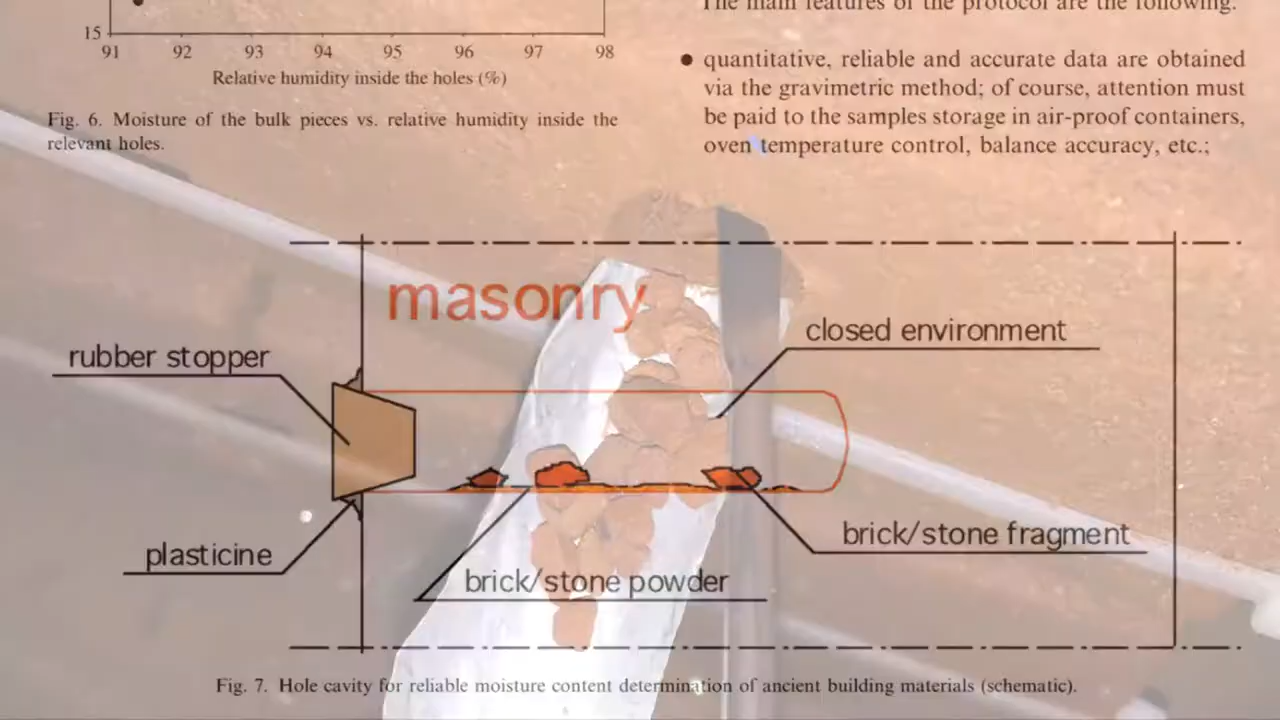 15
91 92 93 94 95 96 97 98
Relative humidity inside the holes (%)
Fig. 6. Moisture of the bulk pieces vs. relative humidity inside the
relevant holes.
The main features of the protocol are the following:
● quantitative, reliable and accurate data are obtained
via the gravimetric method; of course, attention must
be paid to the samples storage in air-proof containers,
oven temperature control, balance accuracy, etc.;
masonry
closed environment
rubber stopper
brick/stone fragment
plasticine
brick/stone powder
Fig. 7. Hole cavity for reliable moisture content determination of ancient building materials (schematic).